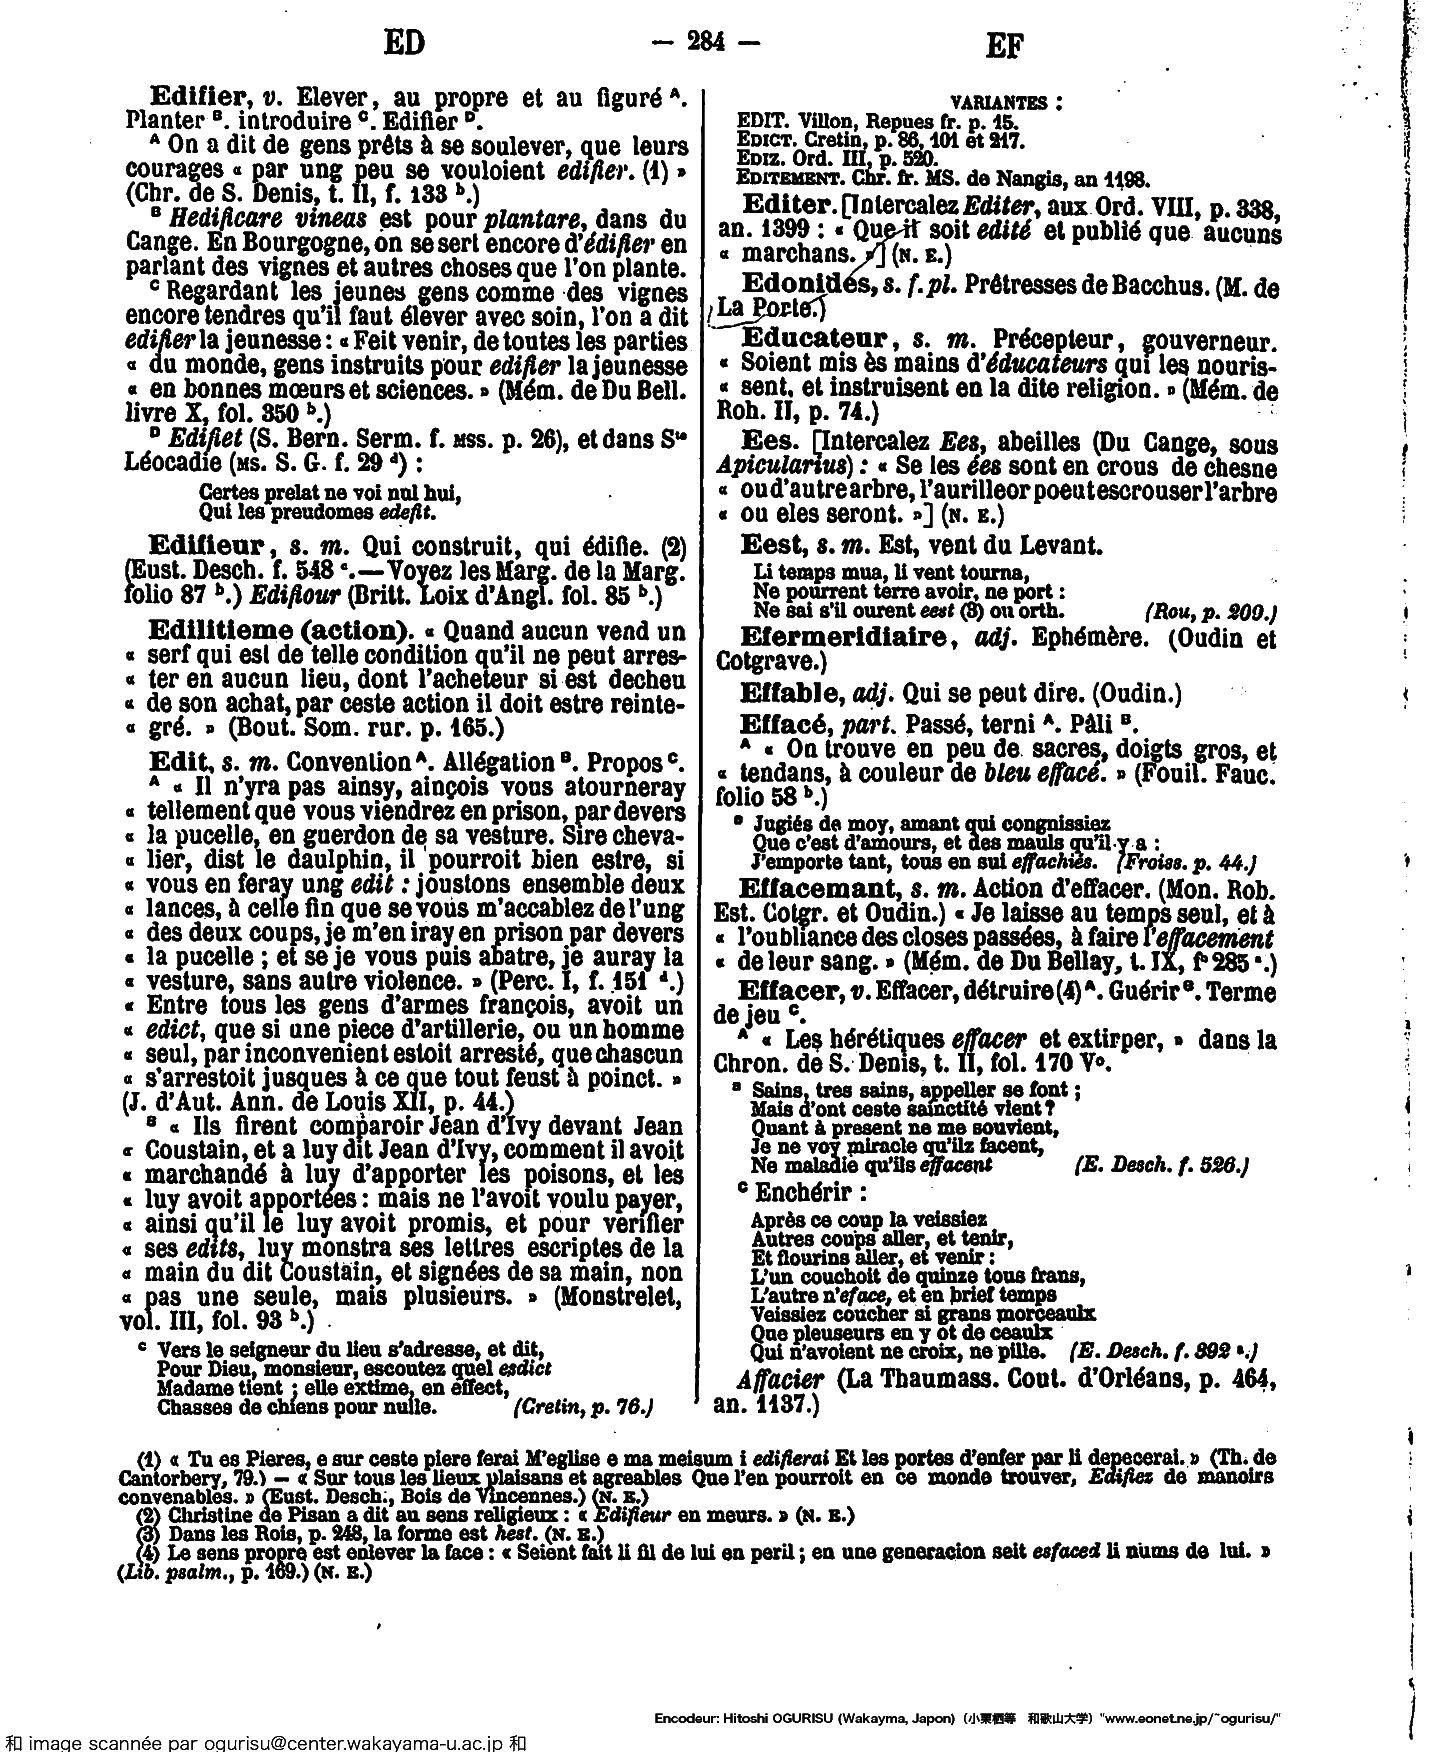 ED
— 284 —
EF
Edifier, v. Elever, au propre et au figuré A.
Planter B. introduire C. Edifier D.
A On a dit de gens prêts à se soulever, que leurs
courages « par ung peu se vouloient edifier. (1) »
(Chr. de S. Denis, t. II, f. 133 b.)
B Hedificare vineas est pour plantare, dans du
Cange. En Bourgogne, on se sert encore d'édifier en
parlant des vignes et autres choses que l'on plante.
C Regardant les jeunes gens comme des vignes
encore tendres qu'il faut élever avec soin, l'on a dit
edifier la jeunesse : « Feit venir, de toutes les parties
« du monde, gens instruits pour edifier la jeunesse
« en bonnes mœurs et sciences. » (Mém. de Du Bell.
livre X, fol. 350 b.)
D Edifiet (S. Bern. Serm. f. MSS. p. 26), et dans Ste
Léocadie (MS. S. G. f. 29 d) :
Certes prelat ne voi nul hui,
Qui les preudomes edefit.
Edifieur, s. m. Qui construit, qui édifie. (2)
(Eust. Desch. f. 548 c.—Voyez les Marg. de la Marg.
folio 87 b.) Edifiour (Britt. Loix d'Angl. fol. 85 b.)
Edilitieme (action). « Quand aucun vend un
« serf qui est de telle condition qu'il ne peut arres-
« ter en aucun lieu, dont l'acheteur si est decheu
« de son achat, par ceste action il doit estre reinte-
« gré. » (Bout. Som. rur. p. 165.)
Edit, s. m. Convention A. Allégation B. Propos C.
A « Il n'yra pas ainsy, ainçois vous atourneray
« tellement que vous viendrez en prison, par devers
« la pucelle, en guerdon de sa vesture. Sire cheva-
« lier, dist le daulphin, il pourroit bien estre, si
« vous en feray ung edit : joustons ensemble deux
« lances, à celle fin que se vous m'accablez de l'ung
« des deux coups, je m'en iray en prison par devers
« la pucelle ; et se je vous puis abatre, je auray la
« vesture, sans autre violence. » (Perc. I, f. 151 d.)
« Entre tous les gens d'armes françois, avoit un
« edict, que si une piece d'artillerie, ou un homme
« seul, par inconvenient estoit arresté, que chascun
« s'arrestoit jusques à ce que tout feust à poinct. »
(J. d'Aut. Ann. de Louis XII, p. 44.)
B « Ils firent comparoir Jean d'Ivy devant Jean
« Coustain, et a luy dit Jean d'Ivy, comment il avoit
« marchandé à luy d'apporter les poisons, et les
« luy avoit apportées : mais ne l'avoit voulu payer,
« ainsi qu'il le luy avoit promis, et pour verifier
« ses edits, luy monstra ses lettres escriptes de la
« main du dit Coustain, et signées de sa main, non
« pas une seule, mais plusieurs. » (Monstrelet,
vol. III, fol. 93 b.)
C Vers le seigneur du lieu s'adresse, et dit,
Pour Dieu, monsieur, escoutez quel esdict
Madame tient ; elle extime, en effect,
Chasses de chiens pour nulle. (Cretin, p. 76.)
VARIANTES :
EDIT. Villon, Repues fr. p. 15.
EDICT. Cretin, p. 86, 101 et 217.
EDIZ. Ord. III, p. 520.
EDITEMENT. Chr. fr. MS. de Nangis, an 1198.
Editer. [Intercalez Editer, aux Ord. VIII, p. 338,
an. 1399 : « Que il soit edité et publié que aucuns
« marchans. »] (N. E.)
Edonidés, s. f. pl. Prêtresses de Bacchus. (M. de
La Porte.)
Educateur, s. m. Précepteur, gouverneur.
« Soient mis ès mains d'éducateurs qui les nouris-
« sent, et instruisent en la dite religion. » (Mém. de
Roh. II, p. 74.)
Ees. [Intercalez Ees, abeilles (Du Cange, sous
Apicularius) : « Se les ées sont en crous de chesne
« ou d'autre arbre, l'aurilleor poeut escrouser l'arbre
« ou eles seront. »] (N. E.)
Eest, s. m. Est, vent du Levant.
Li temps mua, li vent tourna,
Ne pourrent terre avoir, ne port :
Ne sai s'il ourent eest (3) ou orth. (Rou, p. 209.)
Efermeridiaire, adj. Ephémère. (Oudin et
Cotgrave.)
Effable, adj. Qui se peut dire. (Oudin.)
Effacé, part. Passé, terni A. Pâli B.
A « On trouve en peu de sacres, doigts gros, et
« tendans, à couleur de bleu effacé. » (Fouil. Fauc.
folio 58 b.)
B Jugiés de moy, amant qui congnissiez
Que c'est d'amours, et des mauls qu'il y a :
J'emporte tant, tous en sui effachiés. (Froiss. p. 44.)
Effacemant, s. m. Action d'effacer. (Mon. Rob.
Est. Cotgr. et Oudin.) « Je laisse au temps seul, et à
« l'oubliance des closes passées, à faire l'effacement
« de leur sang. » (Mém. de Du Bellay, t. IX, fo 285 a.)
Effacer, v. Effacer, détruire (4) A. Guérir B. Terme
de jeu C.
A « Les hérétiques effacer et extirper, » dans la
Chron. de S. Denis, t. II, fol. 170 Vo.
B Sains, tres sains, appeller se font ;
Mais d'ont ceste sainctité vient ?
Quant à present ne me souvient,
Je ne voy miracle qu'ilz facent,
Ne maladie qu'ils effacent (E. Desch. f. 526.)
C Enchérir :
Après ce coup la veissiez
Autres coups aller, et tenir,
Et flourins aller, et venir :
L'un couchoit de quinze tous frans,
L'autre n'eface, et en brief temps
Veissiez coucher si grans morceaulx
Que pleuseurs en y ot de ceaulx
Qui n'avoient ne croix, ne pille. (E. Desch. f. 392 a.)
Affacier (La Thaumass. Cout. d'Orléans, p. 464,
an. 1137.)
(1) « Tu es Pieres, e sur ceste piere ferai M'eglise e ma meisum i edifierai Et les portes d'enfer par li depecerai. » (Th. de
Cantorbery, 79.) — « Sur tous les lieux plaisans et agreables Que l'en pourroit en ce monde trouver, Edifiez de manoirs
convenables. » (Eust. Desch., Bois de Vincennes.) (N. E.)
(2) Christine de Pisan a dit au sens religieux : « Edifieur en meurs. » (N. E.)
(3) Dans les Rois, p. 248, la forme est hest. (N. E.)
(4) Le sens propre est enlever la face : « Seient fait li fil de lui en peril ; en une generacion seit esfaced li nums de lui. »
(Lib. psalm., p. 169.) (N. E.)
Encodeur: Hitoshi OGURISU (Wakayma, Japon) (小栗栖等 和歌山大学) "www.eonet.ne.jp/~ogurisu/"
和 image scannée par ogurisu@center.wakayama-u.ac.jp 和